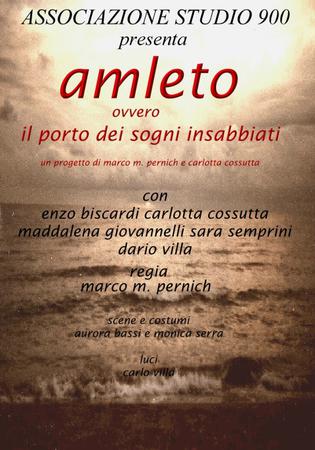 ASSOCIAZIONE STUDIO 900
presenta
amleto
ovvero
il porto dei sogni insabbiati
un progetto di marco m. pernich e carlotta cossutta
con
enzo biscardi carlotta cossutta
maddalena giovannelli sara semprini
dario villa
regia
marco m. pernich
scene e costumi
aurora bassi e monica serra
luci
carlo villa